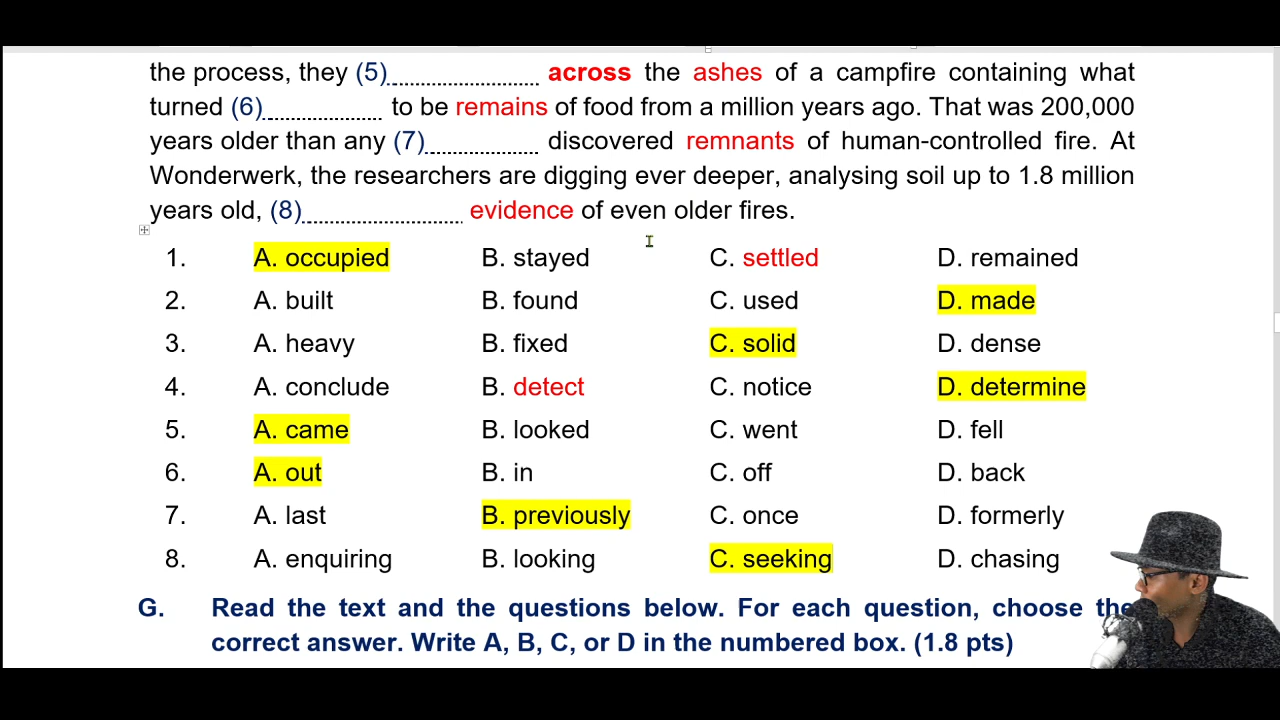 the process, they (5)........................ across the ashes of a campfire containing what
turned (6)................... to be remains of food from a million years ago. That was 200,000
years older than any (7)................... discovered remnants of human-controlled fire. At
Wonderwerk, the researchers are digging ever deeper, analysing soil up to 1.8 million
years old, (8)........................... evidence of even older fires.
1. A. occupied B. stayed C. settled D. remained
2. A. built B. found C. used D. made
3. A. heavy B. fixed C. solid D. dense
4. A. conclude B. detect C. notice D. determine
5. A. came B. looked C. went D. fell
6. A. out B. in C. off D. back
7. A. last B. previously C. once D. formerly
8. A. enquiring B. looking C. seeking D. chasing
G. Read the text and the questions below. For each question, choose the
correct answer. Write A, B, C, or D in the numbered box. (1.8 pts)